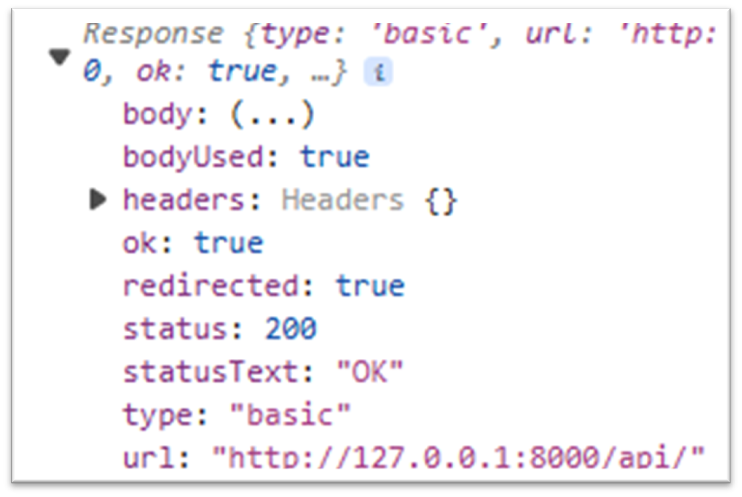 Response {type: 'basic', url: 'http:
0, ok: true, …} i
body: (...)
bodyUsed: true
headers: Headers {}
ok: true
redirected: true
status: 200
statusText: "OK"
type: "basic"
url: "http://127.0.0.1:8000/api/"